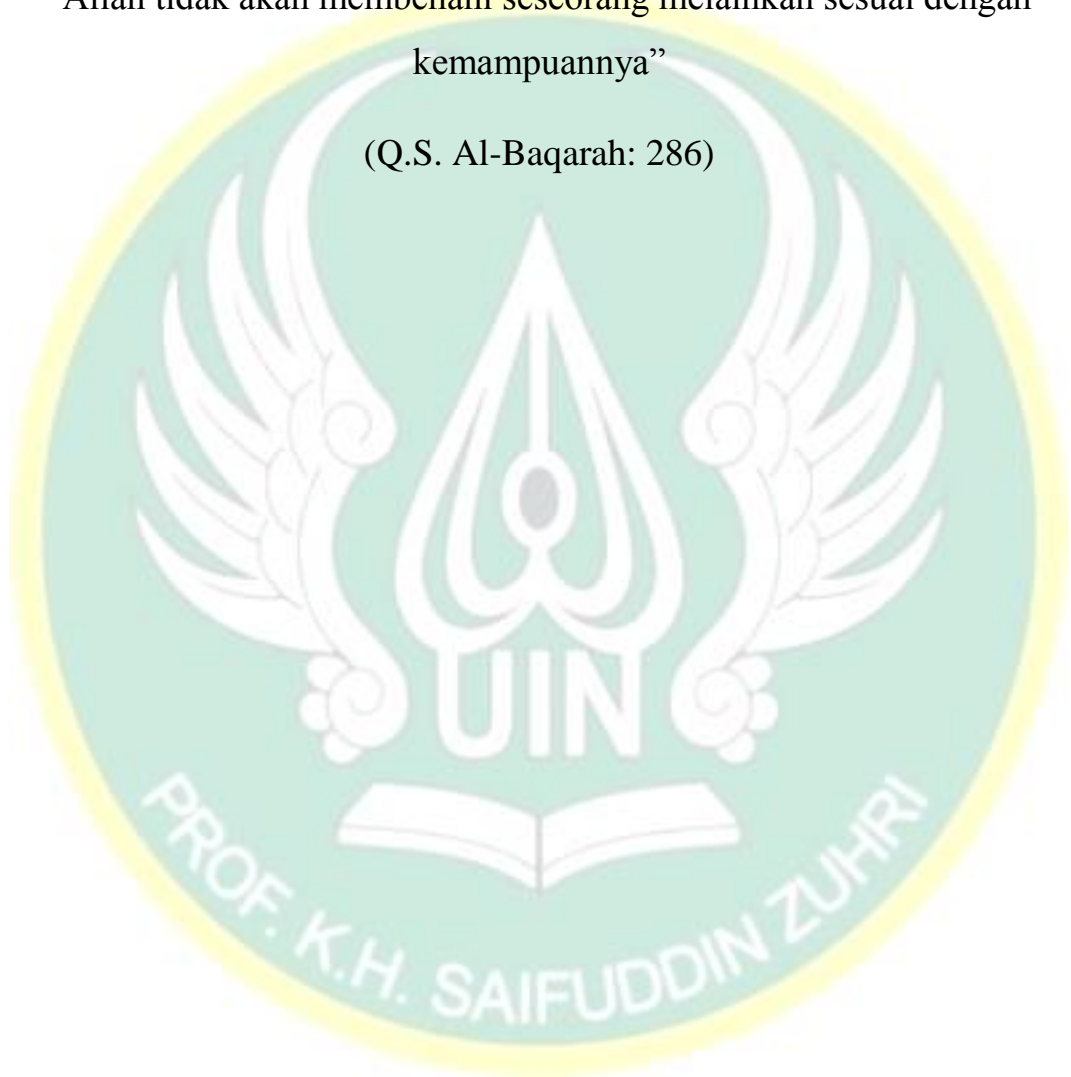 Allah tidak akan membebani seseorang melainkan sesuai dengan
kemampuannya”
(Q.S. Al-Baqarah: 286)
UIN
PROF. K.H. SAIFUDDIN ZUHRI